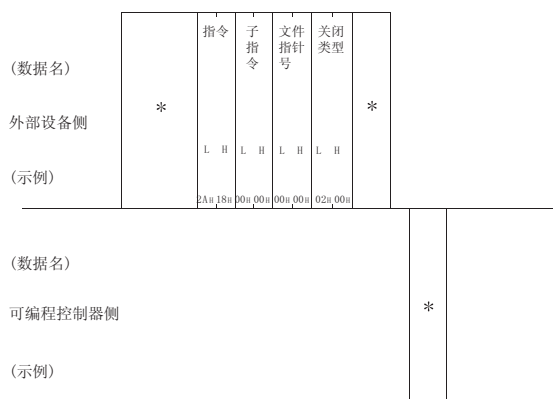 指令 子指令 文件指针号 关闭类型
(数据名)
* *
外部设备侧
L H L H L H L H
(示例)
2AH 18H 00H 00H 00H 00H 02H 00H
(数据名)
可编程控制器侧 *
(示例)